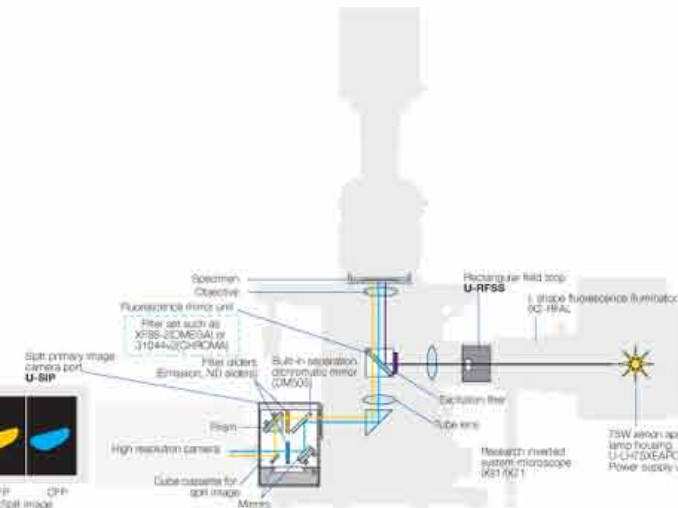 Specimen
Objective
Fluorescence mirror unit
Filter set such as
XF88-2(OMEGA) or
31044v2(CHROMA)
Split primary image
camera port
U-SIP
Filter sliders
(Emission, ND sliders)
Built-in separation
dichromatic mirror
(DM505)
Rectangular field stop
U-RFSS
L shape fluorescence illuminator
Excitation filter
Tube lens
Prism
High resolution camera
Cube cassette for
split image
Mirrors
Research inverted
system microscope
IX81/IX71
75W xenon
lamp housing
Power supply
CFP
Split image